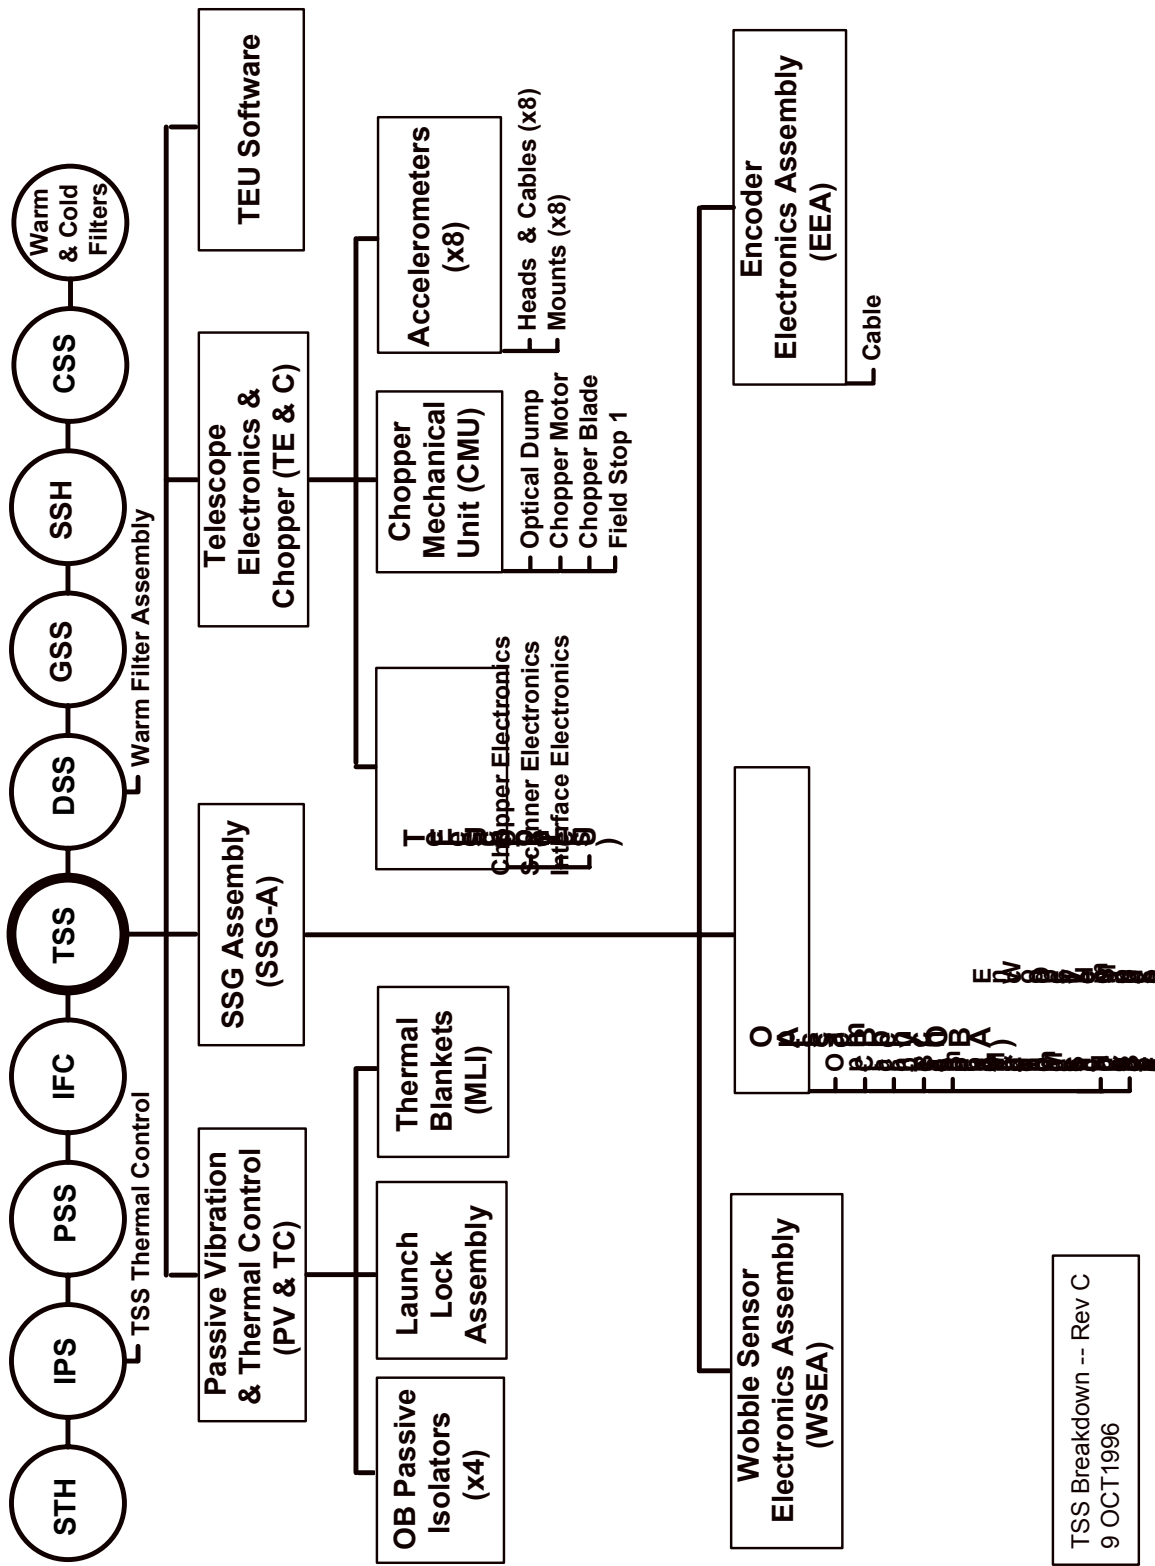 STH
IPS
PSS
IFC
TSS
DSS
GSS
SSH
CSS
Warm
& Cold
Filters
TSS Thermal Control
Warm Filter Assembly
Passive Vibration
& Thermal Control
(PV & TC)
SSG Assembly
(SSG-A)
Telescope
Electronics &
Chopper (TE & C)
TEU Software
OB Passive
Isolators
(x4)
Launch
Lock
Assembly
Thermal
Blankets
(MLI)
Chopper Electronics
Scanner Electronics
Interface Electronics
Chopper
Mechanical
Unit (CMU)
Optical Dump
Chopper Motor
Chopper Blade
Field Stop 1
Accelerometers
(x8)
Heads & Cables (x8)
Mounts (x8)
Wobble Sensor
Electronics Assembly
(WSEA)
Encoder
Electronics Assembly
(EEA)
Cable
TSS Breakdown -- Rev C
9 OCT1996